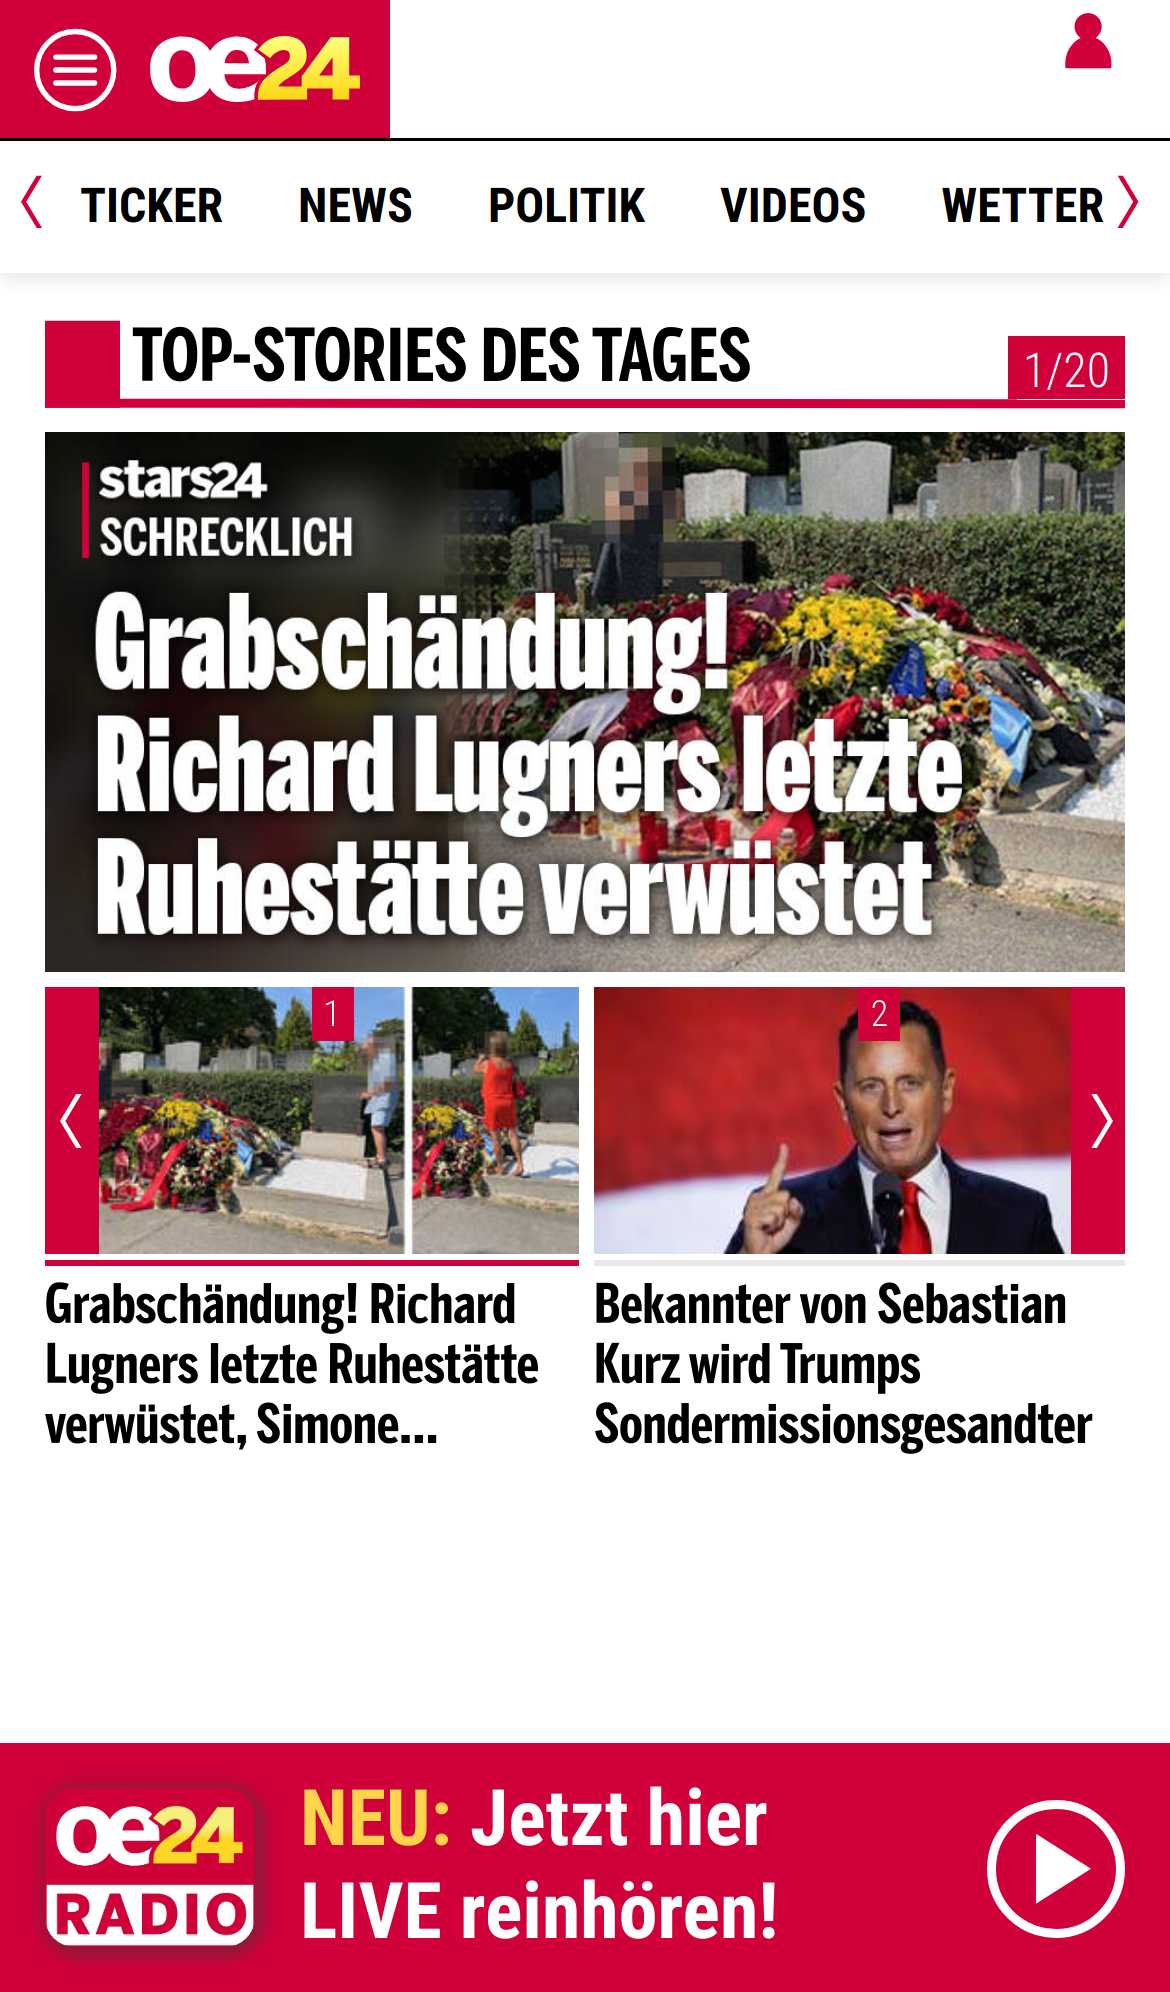 oe24
TICKER NEWS POLITIK VIDEOS WETTER
TOP-STORIES DES TAGES
1/20
stars24
SCHRECKLICH
Grabschändung!
Richard Lugners letzte
Ruhestätte verwüstet
1
Grabschändung! Richard
Lugners letzte Ruhestätte
verwüstet, Simone...
2
Bekannter von Sebastian
Kurz wird Trumps
Sondermissionsgesandter
oe24
RADIO
NEU: Jetzt hier
LIVE reinhören!